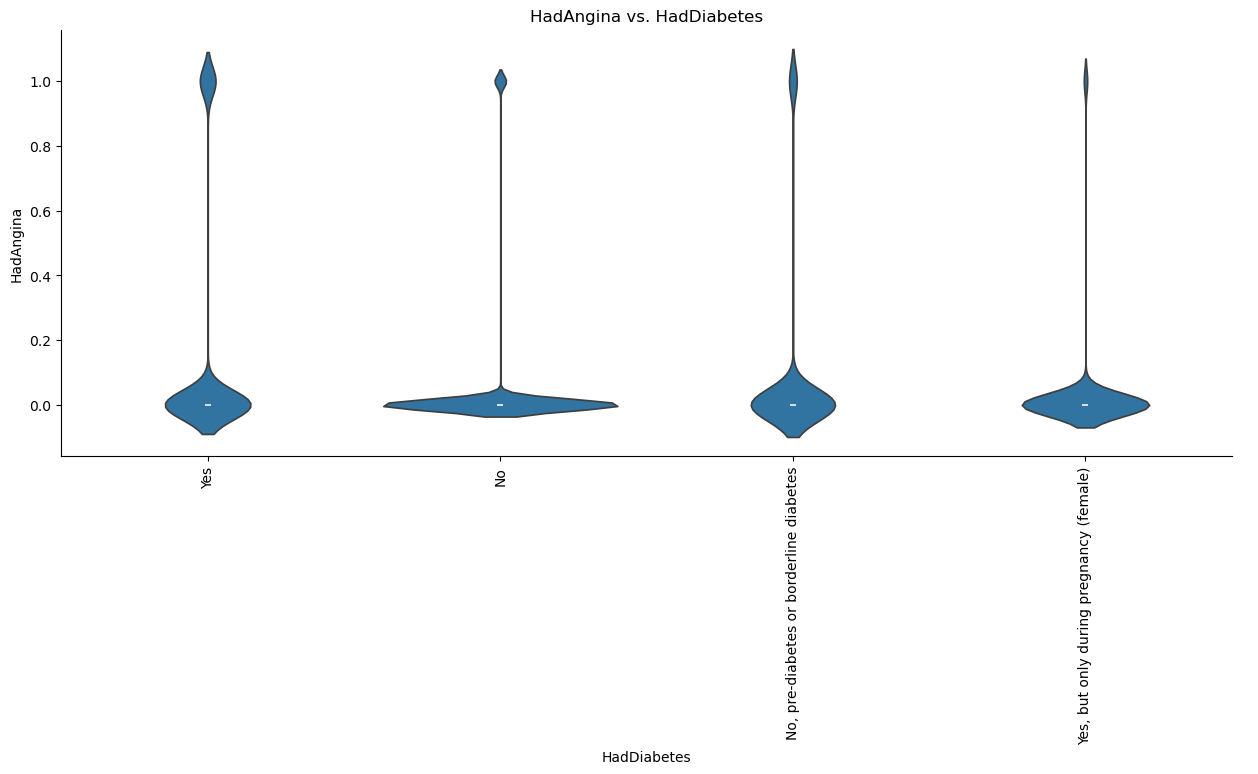 HadAngina vs. HadDiabetes
HadAngina
1.0
0.8
0.6
0.4
0.2
0.0
Yes
No
No, pre-diabetes or borderline diabetes
Yes, but only during pregnancy (female)
HadDiabetes